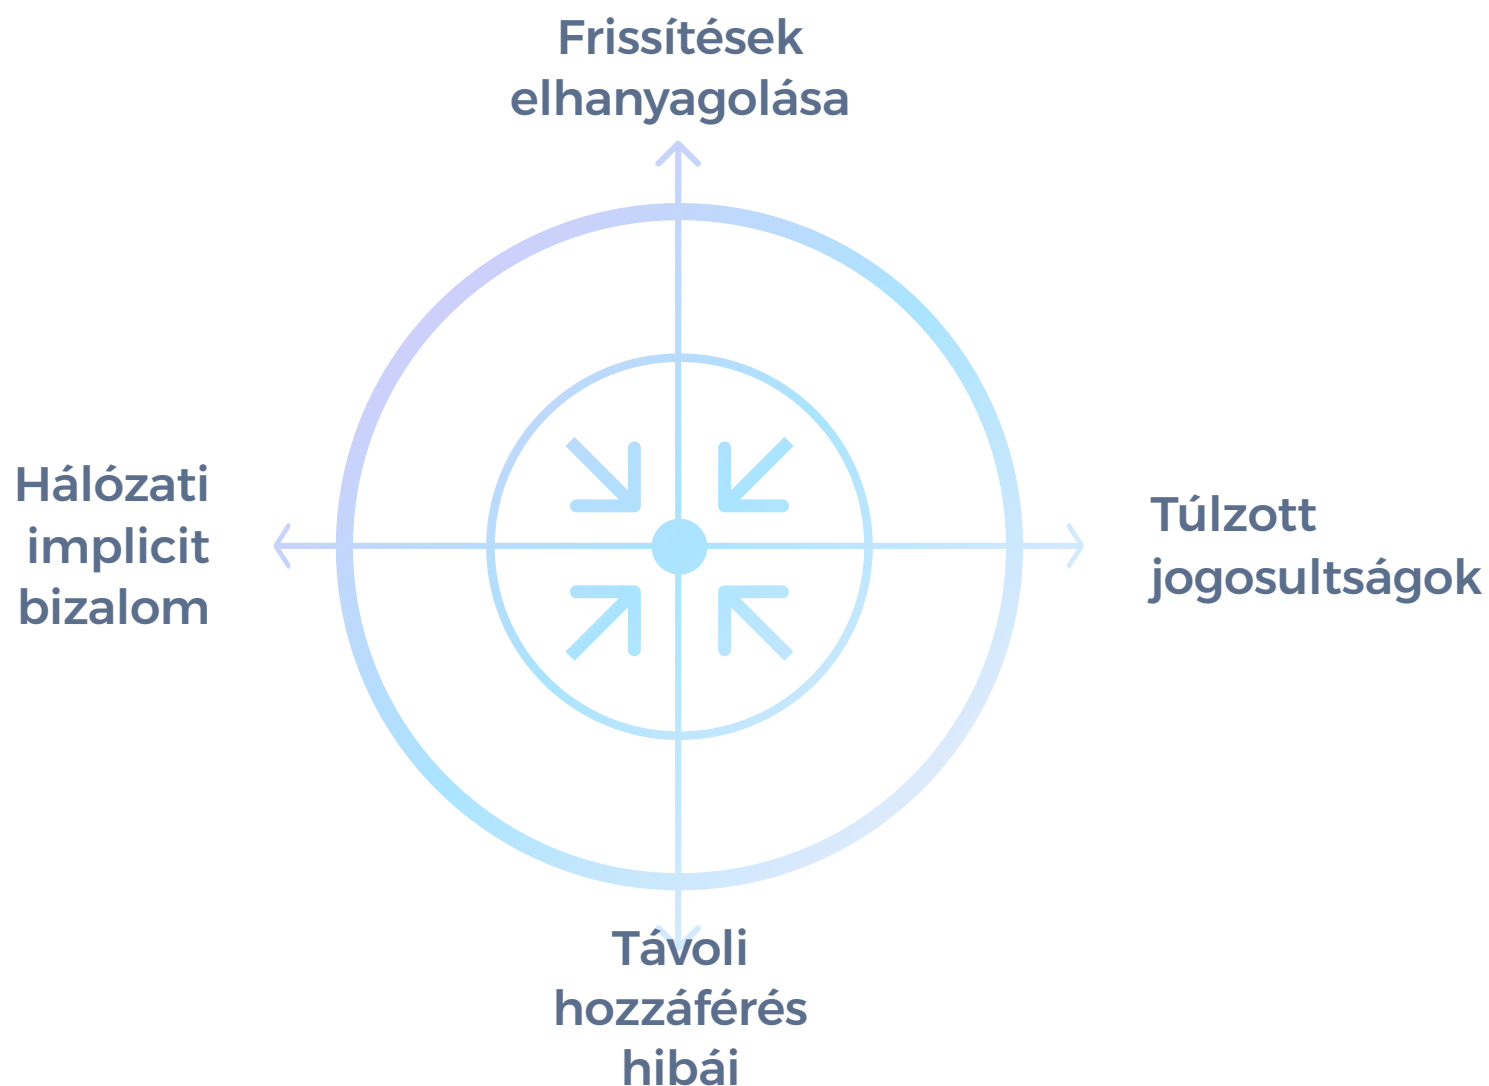 Frissítések
elhanyagolása
Hálózati
implicit
bizalom
Túlzott
jogosultságok
Távoli
hozzáférés
hibái